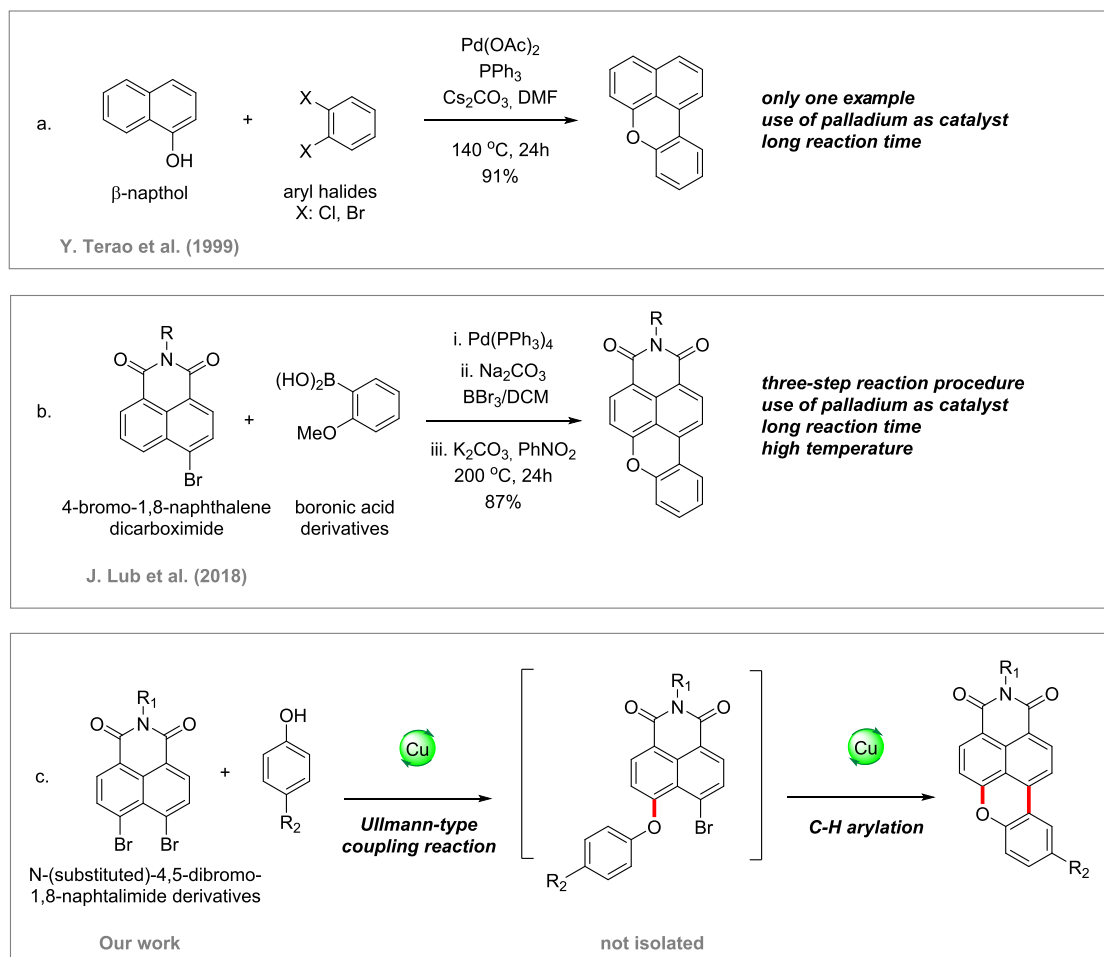 a.
OH
β-napthol
+
X
X
aryl halides
X: Cl, Br
Pd(OAc)2
PPh3
Cs2CO3, DMF
140 oC, 24h
91%
O
only one example
use of palladium as catalyst
long reaction time
Y. Terao et al. (1999)
b.
R
O N O
Br
4-bromo-1,8-naphthalene
dicarboximide
+
(HO)2B
MeO
boronic acid
derivatives
i. Pd(PPh3)4
ii. Na2CO3
BBr3/DCM
iii. K2CO3, PhNO2
200 oC, 24h
87%
R
O N O
O
three-step reaction procedure
use of palladium as catalyst
long reaction time
high temperature
J. Lub et al. (2018)
c.
R1
O N O
Br Br
N-(substituted)-4,5-dibromo-
1,8-naphtalimide derivatives
+
OH
R2
Cu
Ullmann-type
coupling reaction
R1
O N O
O Br
R2
Cu
C-H arylation
R1
O N O
O
R2
Our work
not isolated